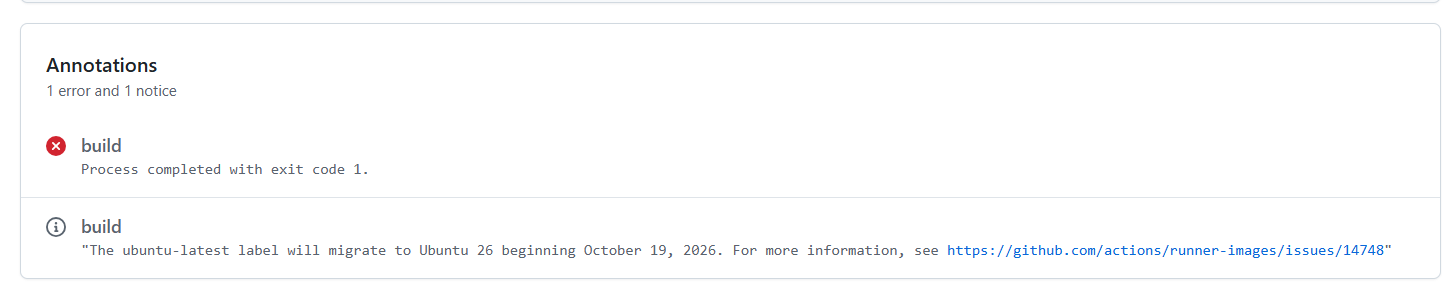 Annotations
1 error and 1 notice
build
Process completed with exit code 1.
build
"The ubuntu-latest label will migrate to Ubuntu 26 beginning October 19, 2026. For more information, see https://github.com/actions/runner-images/issues/14748"